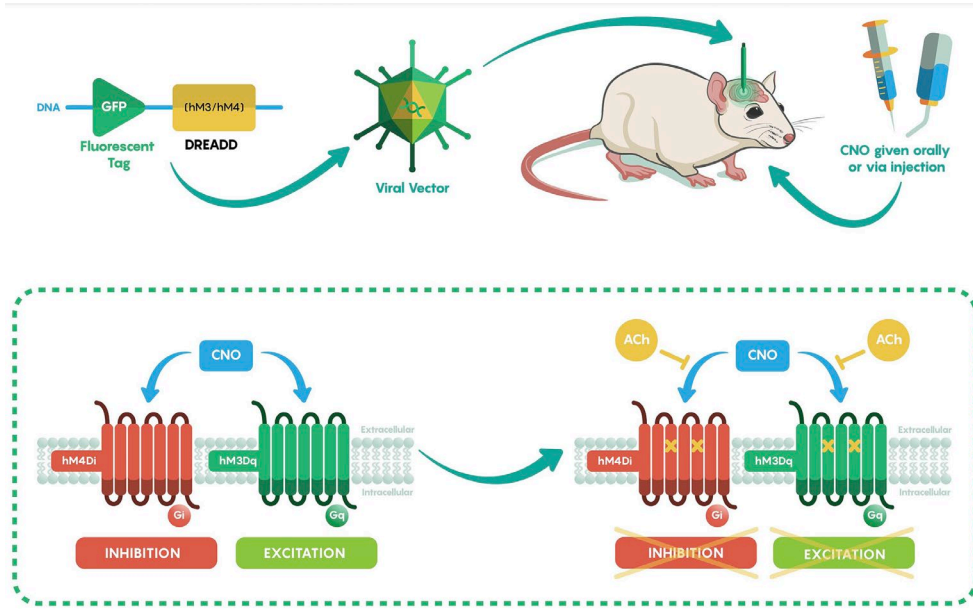 DNA
GFP
(hM3/hM4)
Fluorescent
Tag
DREADD
Viral Vector
CNO given orally
or via injection
CNO
hM4Di
hM3Dq
Extracellular
Intracellular
Gi
Gq
INHIBITION
EXCITATION
ACh
CNO
ACh
hM4Di
hM3Dq
Extracellular
Intracellular
Gi
Gq
INHIBITION
EXCITATION